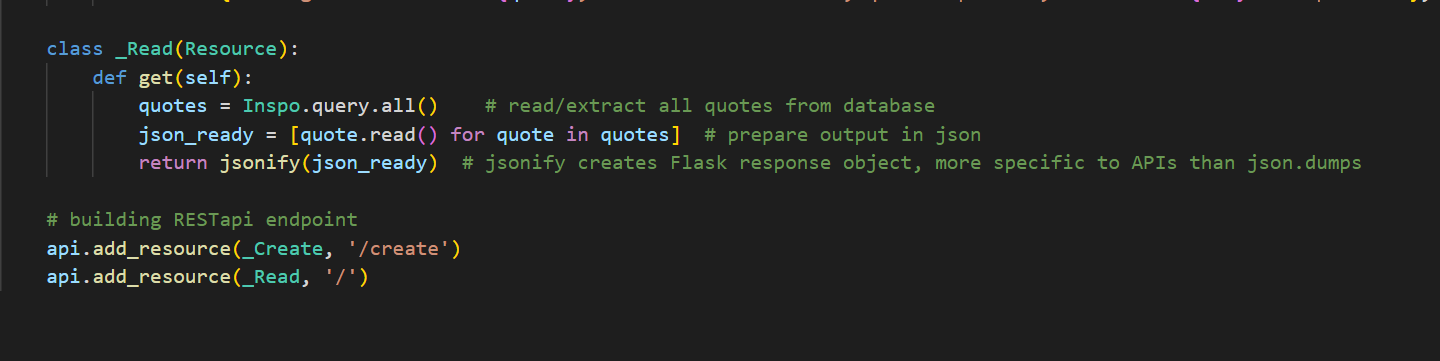 class _Read(Resource):
def get(self):
quotes = Inspo.query.all()    # read/extract all quotes from database
json_ready = [quote.read() for quote in quotes]  # prepare output in json
return jsonify(json_ready)  # jsonify creates Flask response object, more specific to APIs than json.dumps
# building RESTapi endpoint
api.add_resource(_Create, '/create')
api.add_resource(_Read, '/')